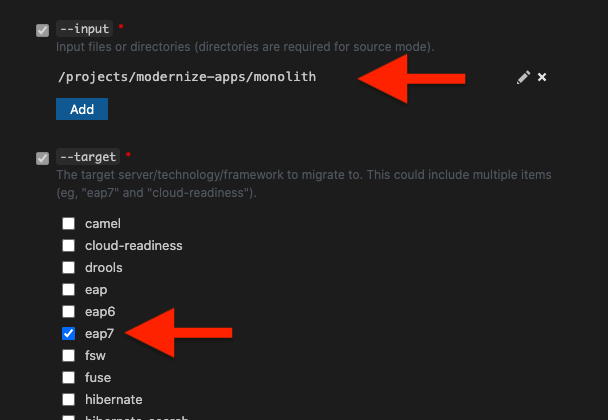 --input *
Input files or directories (directories are required for source mode).
/projects/modernize-apps/monolith
Add
--target *
The target server/technology/framework to migrate to. This could include multiple items
(eg, "eap7" and "cloud-readiness").
camel
cloud-readiness
drools
eap
eap6
eap7
fsw
fuse
hibernate